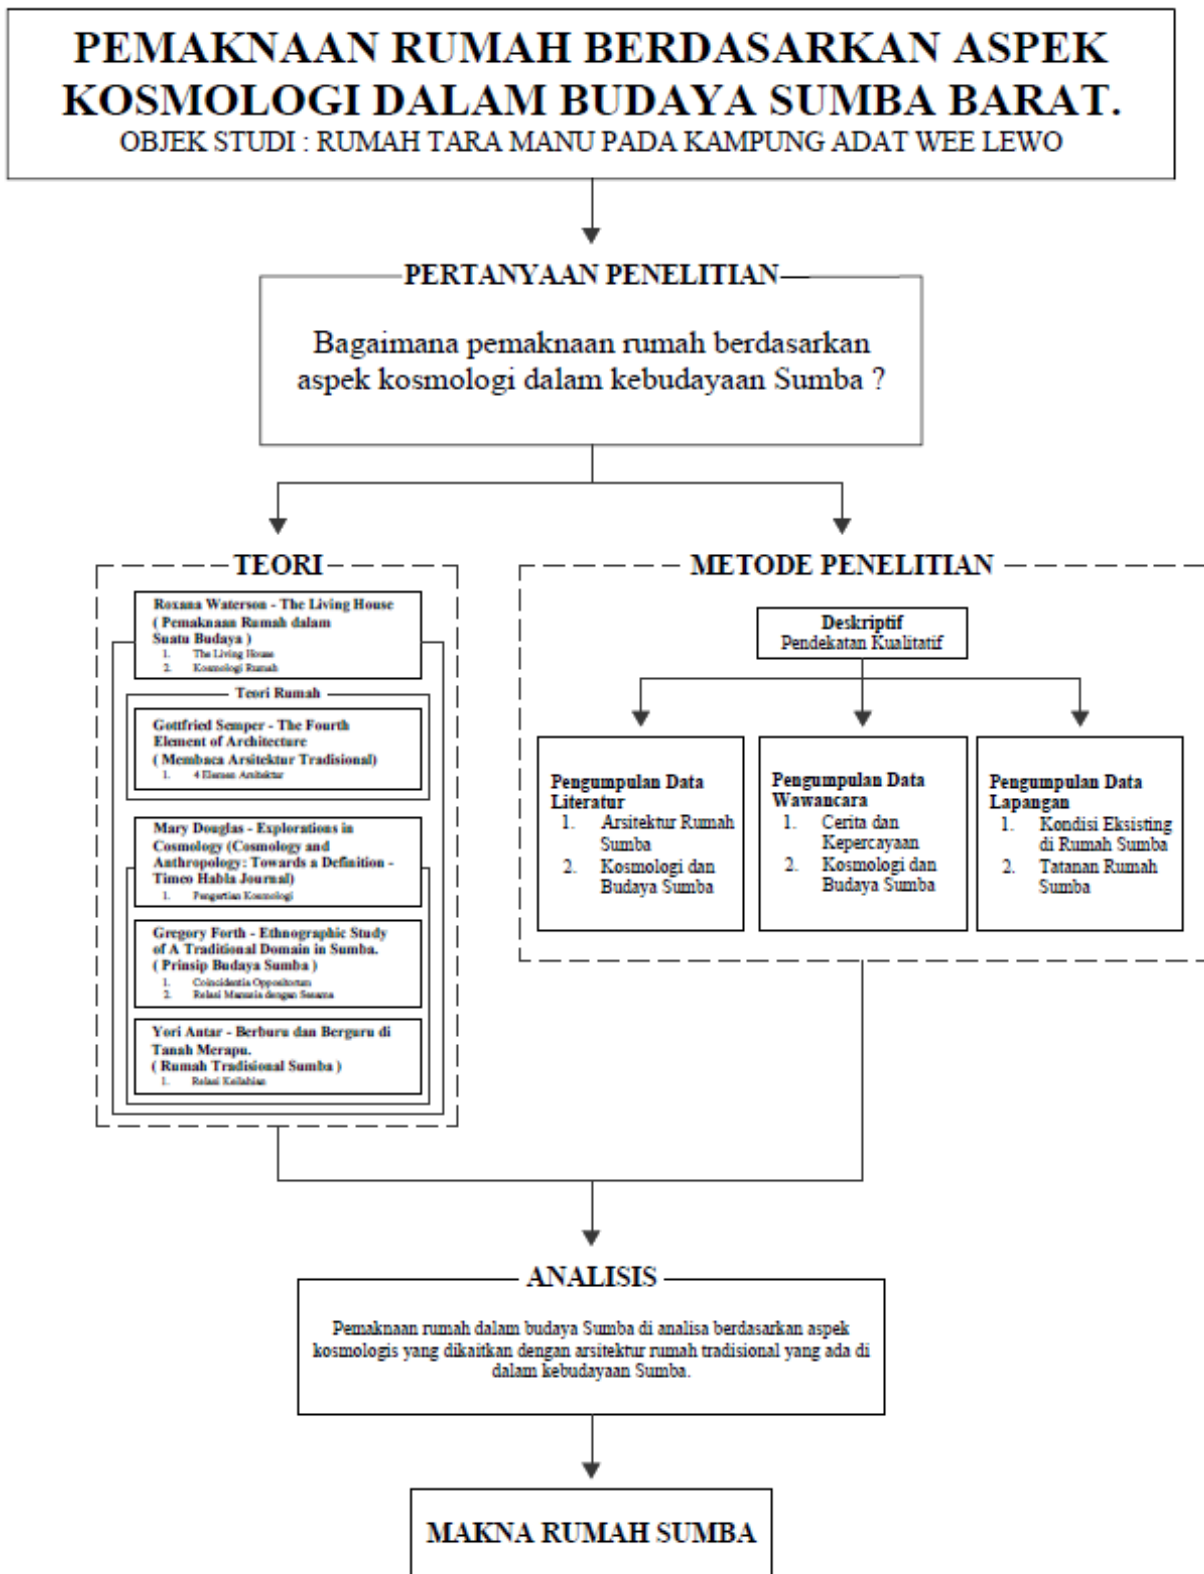 PEMAKNAAN RUMAH BERDASARKAN ASPEK
KOSMOLOGI DALAM BUDAYA SUMBA BARAT.
OBJEK STUDI : RUMAH TARA MANU PADA KAMPUNG ADAT WEE LEWO
PERTANYAAN PENELITIAN
Bagaimana pemaknaan rumah berdasarkan
aspek kosmologi dalam kebudayaan Sumba ?
TEORI
Roxana Waterson - The Living House
( Pemaknaan Rumah dalam
Suatu Budaya )
1. The Living House
2. Kosmologi Rumah
Teori Rumah
Gottfried Semper - The Fourth
Element of Architecture
( Membaca Arsitektur Tradisional)
1. 4 Elemen Arsitektur
Mary Douglas - Explorations in
Cosmology (Cosmology and
Anthropology: Towards a Definition -
Timeo Habla Journal)
1. Pengertian Kosmologi
Gregory Forth - Ethnographic Study
of A Traditional Domain in Sumba.
( Prinsip Budaya Sumba )
1. Coincidentia Oppositorum
2. Relasi Manusia dengan Sesama
Yori Antar - Berburu dan Berguru di
Tanah Merapu.
( Rumah Tradisional Sumba )
1. Relasi Keilahian
METODE PENELITIAN
Deskriptif
Pendekatan Kualitatif
Pengumpulan Data
Literatur
1. Arsitektur Rumah
Sumba
2. Kosmologi dan
Budaya Sumba
Pengumpulan Data
Wawancara
1. Cerita dan
Kepercayaan
2. Kosmologi dan
Budaya Sumba
Pengumpulan Data
Lapangan
1. Kondisi Eksisting
di Rumah Sumba
2. Tatanan Rumah
Sumba
ANALISIS
Pemaknaan rumah dalam budaya Sumba di analisa berdasarkan aspek
kosmologis yang dikaitkan dengan arsitektur rumah tradisional yang ada di
dalam kebudayaan Sumba.
MAKNA RUMAH SUMBA